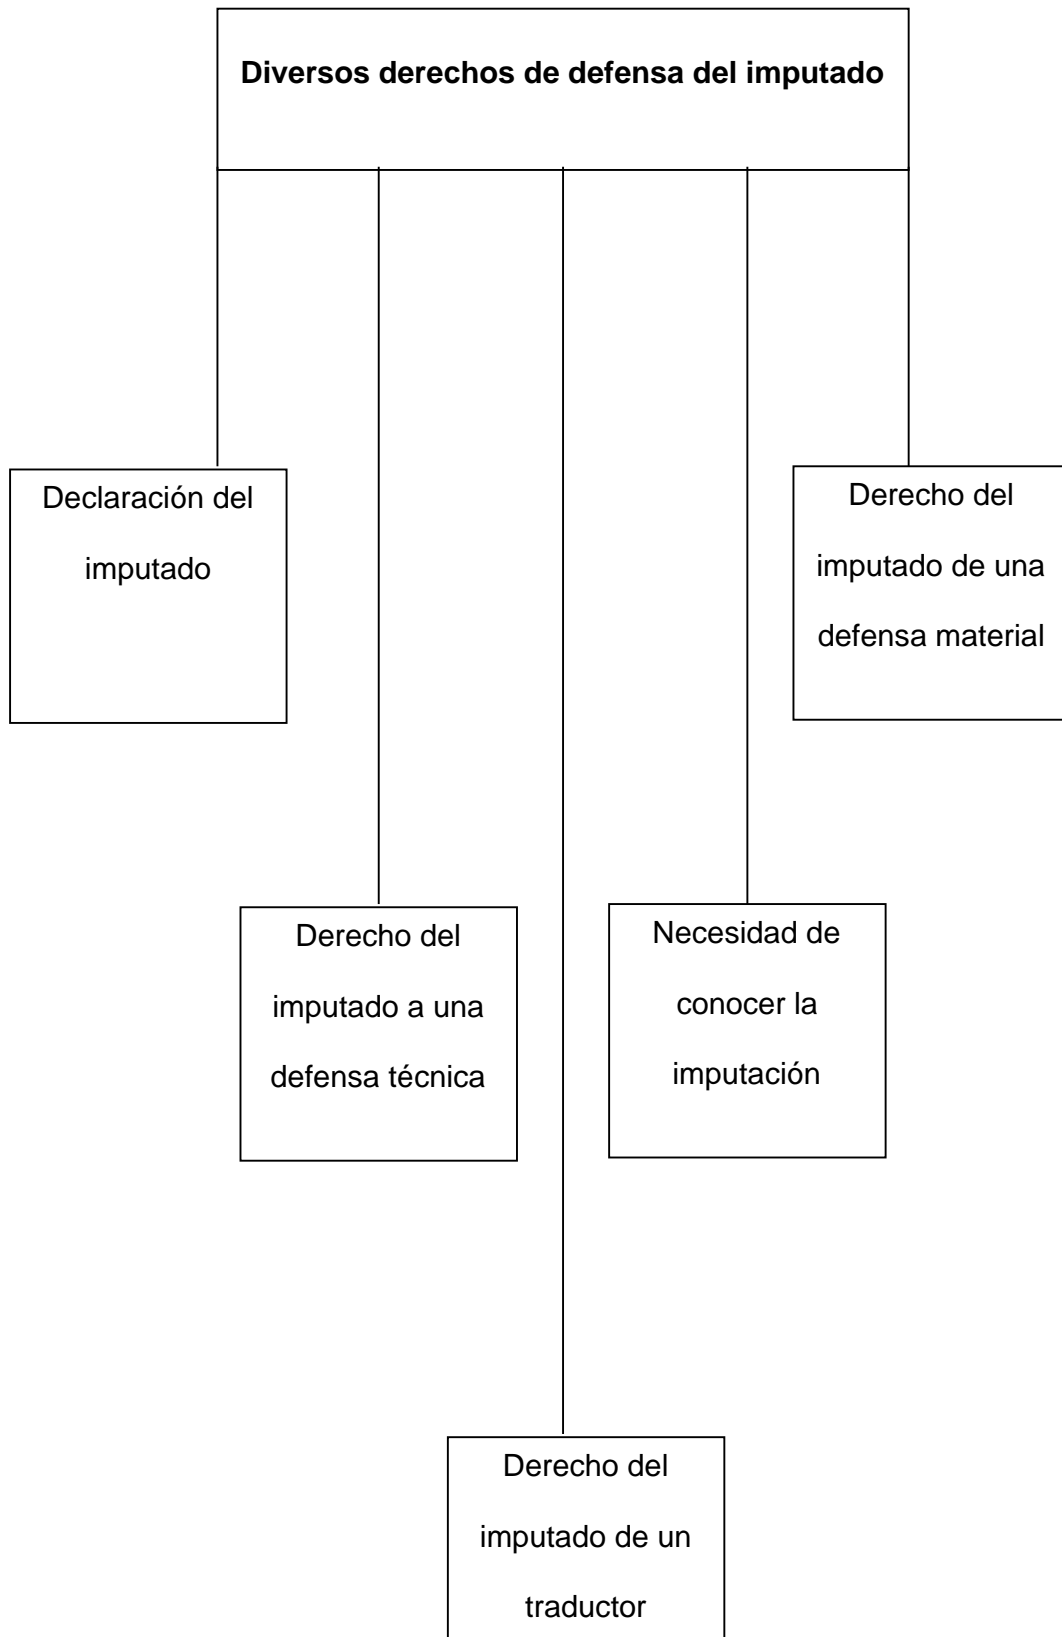 Diversos derechos de defensa del imputado
Declaración del
imputado
Derecho del
imputado de una
defensa material
Derecho del
imputado a una
defensa técnica
Necesidad de
conocer la
imputación
Derecho del
imputado de un
traductor